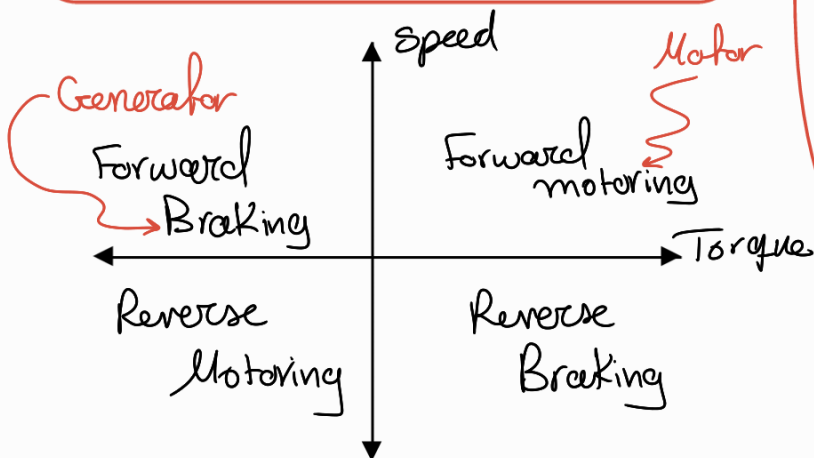 Speed
Motor
Generator
Forward
Braking
Forward
motoring
Torque
Reverse
Motoring
Reverse
Braking